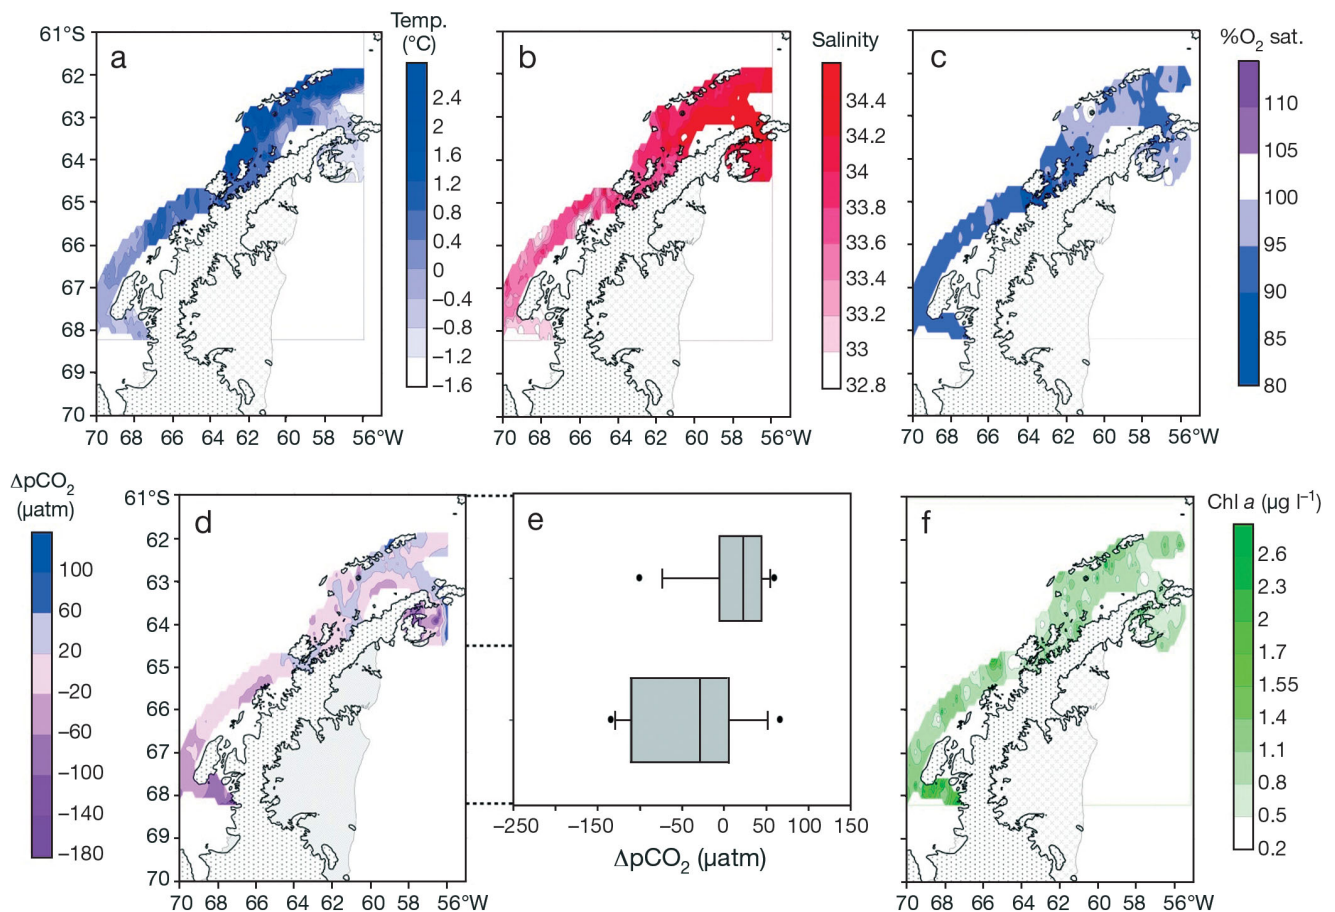 a
Temp.
(°C)
2.4
2
1.6
1.2
0.8
0.4
0
−0.4
−0.8
−1.2
−1.6
61°S
62
63
64
65
66
67
68
69
70
70 68 66 64 62 60 58 56°W
b
Salinity
34.4
34.2
34
33.8
33.6
33.4
33.2
33
32.8
70 68 66 64 62 60 58 56°W
c
%O₂ sat.
110
105
100
95
90
85
80
70 68 66 64 62 60 58 56°W
ΔpCO₂
(µatm)
100
60
20
−20
−60
−100
−140
−180
d
61°S
62
63
64
65
66
67
68
69
70
70 68 66 64 62 60 58 56°W
e
−250 −150 −50 0 50 100 150
ΔpCO₂ (µatm)
f
Chl a (µg l⁻¹)
2.6
2.3
2
1.7
1.55
1.4
1.1
0.8
0.5
0.2
70 68 66 64 62 60 58 56°W